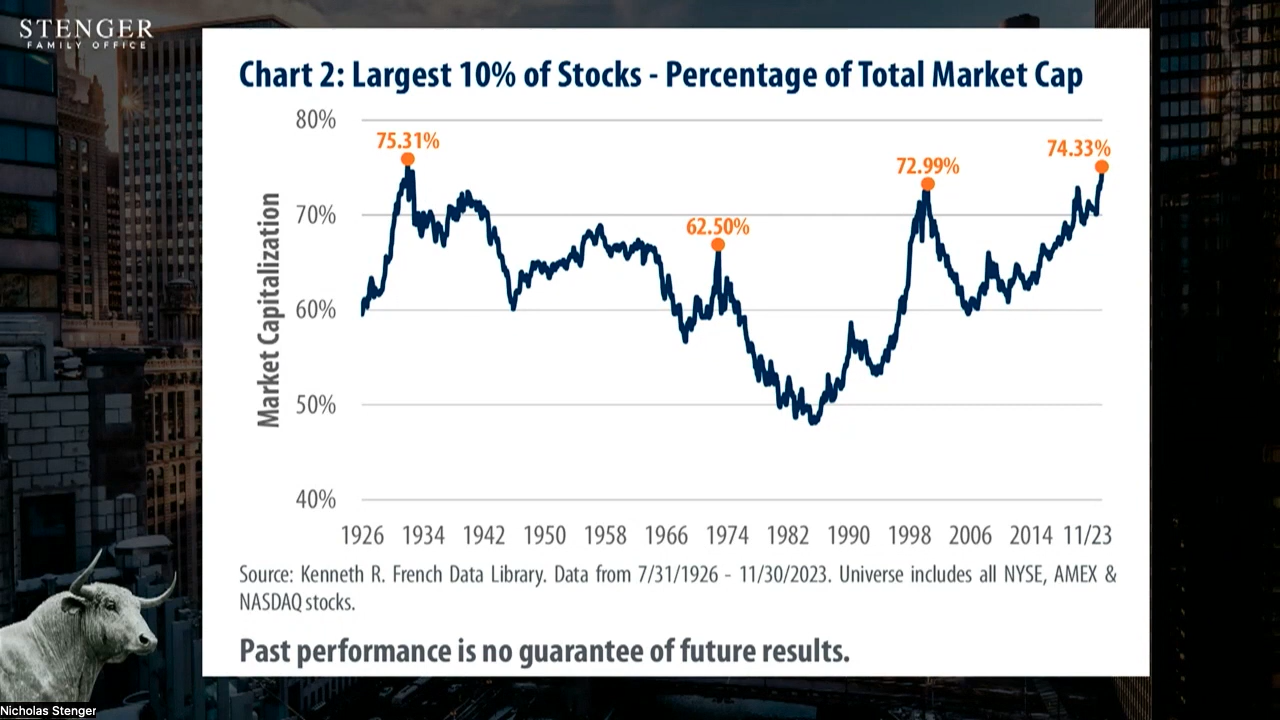 STENGER
FAMILY OFFICE
Chart 2: Largest 10% of Stocks - Percentage of Total Market Cap
Market Capitalization
80%
70%
60%
50%
40%
75.31%
62.50%
72.99%
74.33%
1926 1934 1942 1950 1958 1966 1974 1982 1990 1998 2006 2014 11/23
Source: Kenneth R. French Data Library. Data from 7/31/1926 - 11/30/2023. Universe includes all NYSE, AMEX &
NASDAQ stocks.
Past performance is no guarantee of future results.
Nicholas Stenger